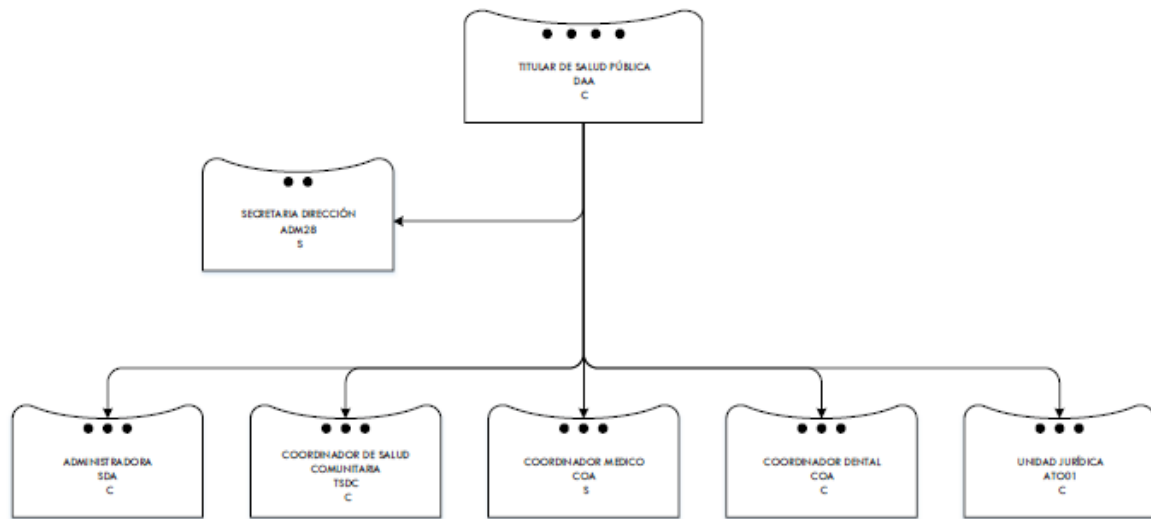 TITULAR DE SALUD PÚBLICA
DAA
C
SECRETARIA DIRECCIÓN
ADM2B
S
ADMINISTRADORA
SDA
C
COORDINADOR DE SALUD
COMUNITARIA
TSDC
C
COORDINADOR MEDICO
COA
S
COORDINADOR DENTAL
COA
C
UNIDAD JURÍDICA
ATO01
C